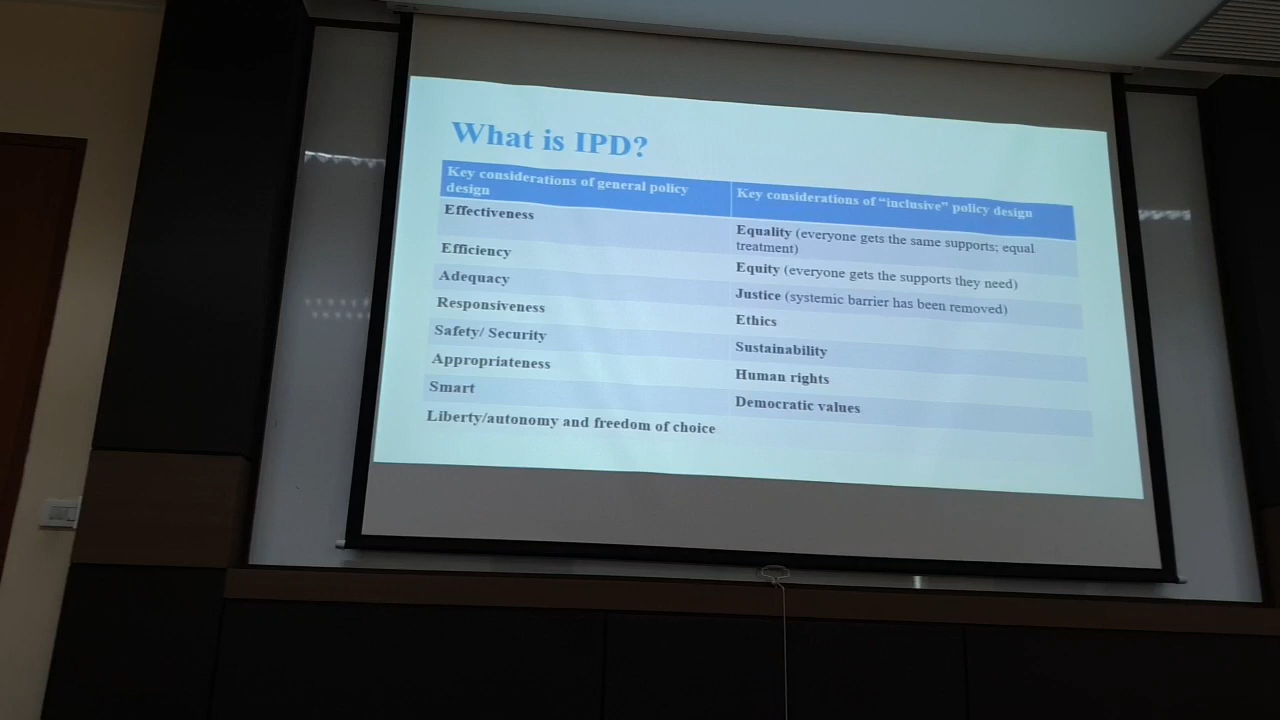 What is IPD?
Key considerations of general policy
design
Key considerations of “inclusive” policy design
Effectiveness
Equality (everyone gets the same supports; equal
treatment)
Efficiency
Equity (everyone gets the supports they need)
Adequacy
Justice (systemic barrier has been removed)
Responsiveness
Ethics
Safety/ Security
Sustainability
Appropriateness
Human rights
Smart
Democratic values
Liberty/autonomy and freedom of choice